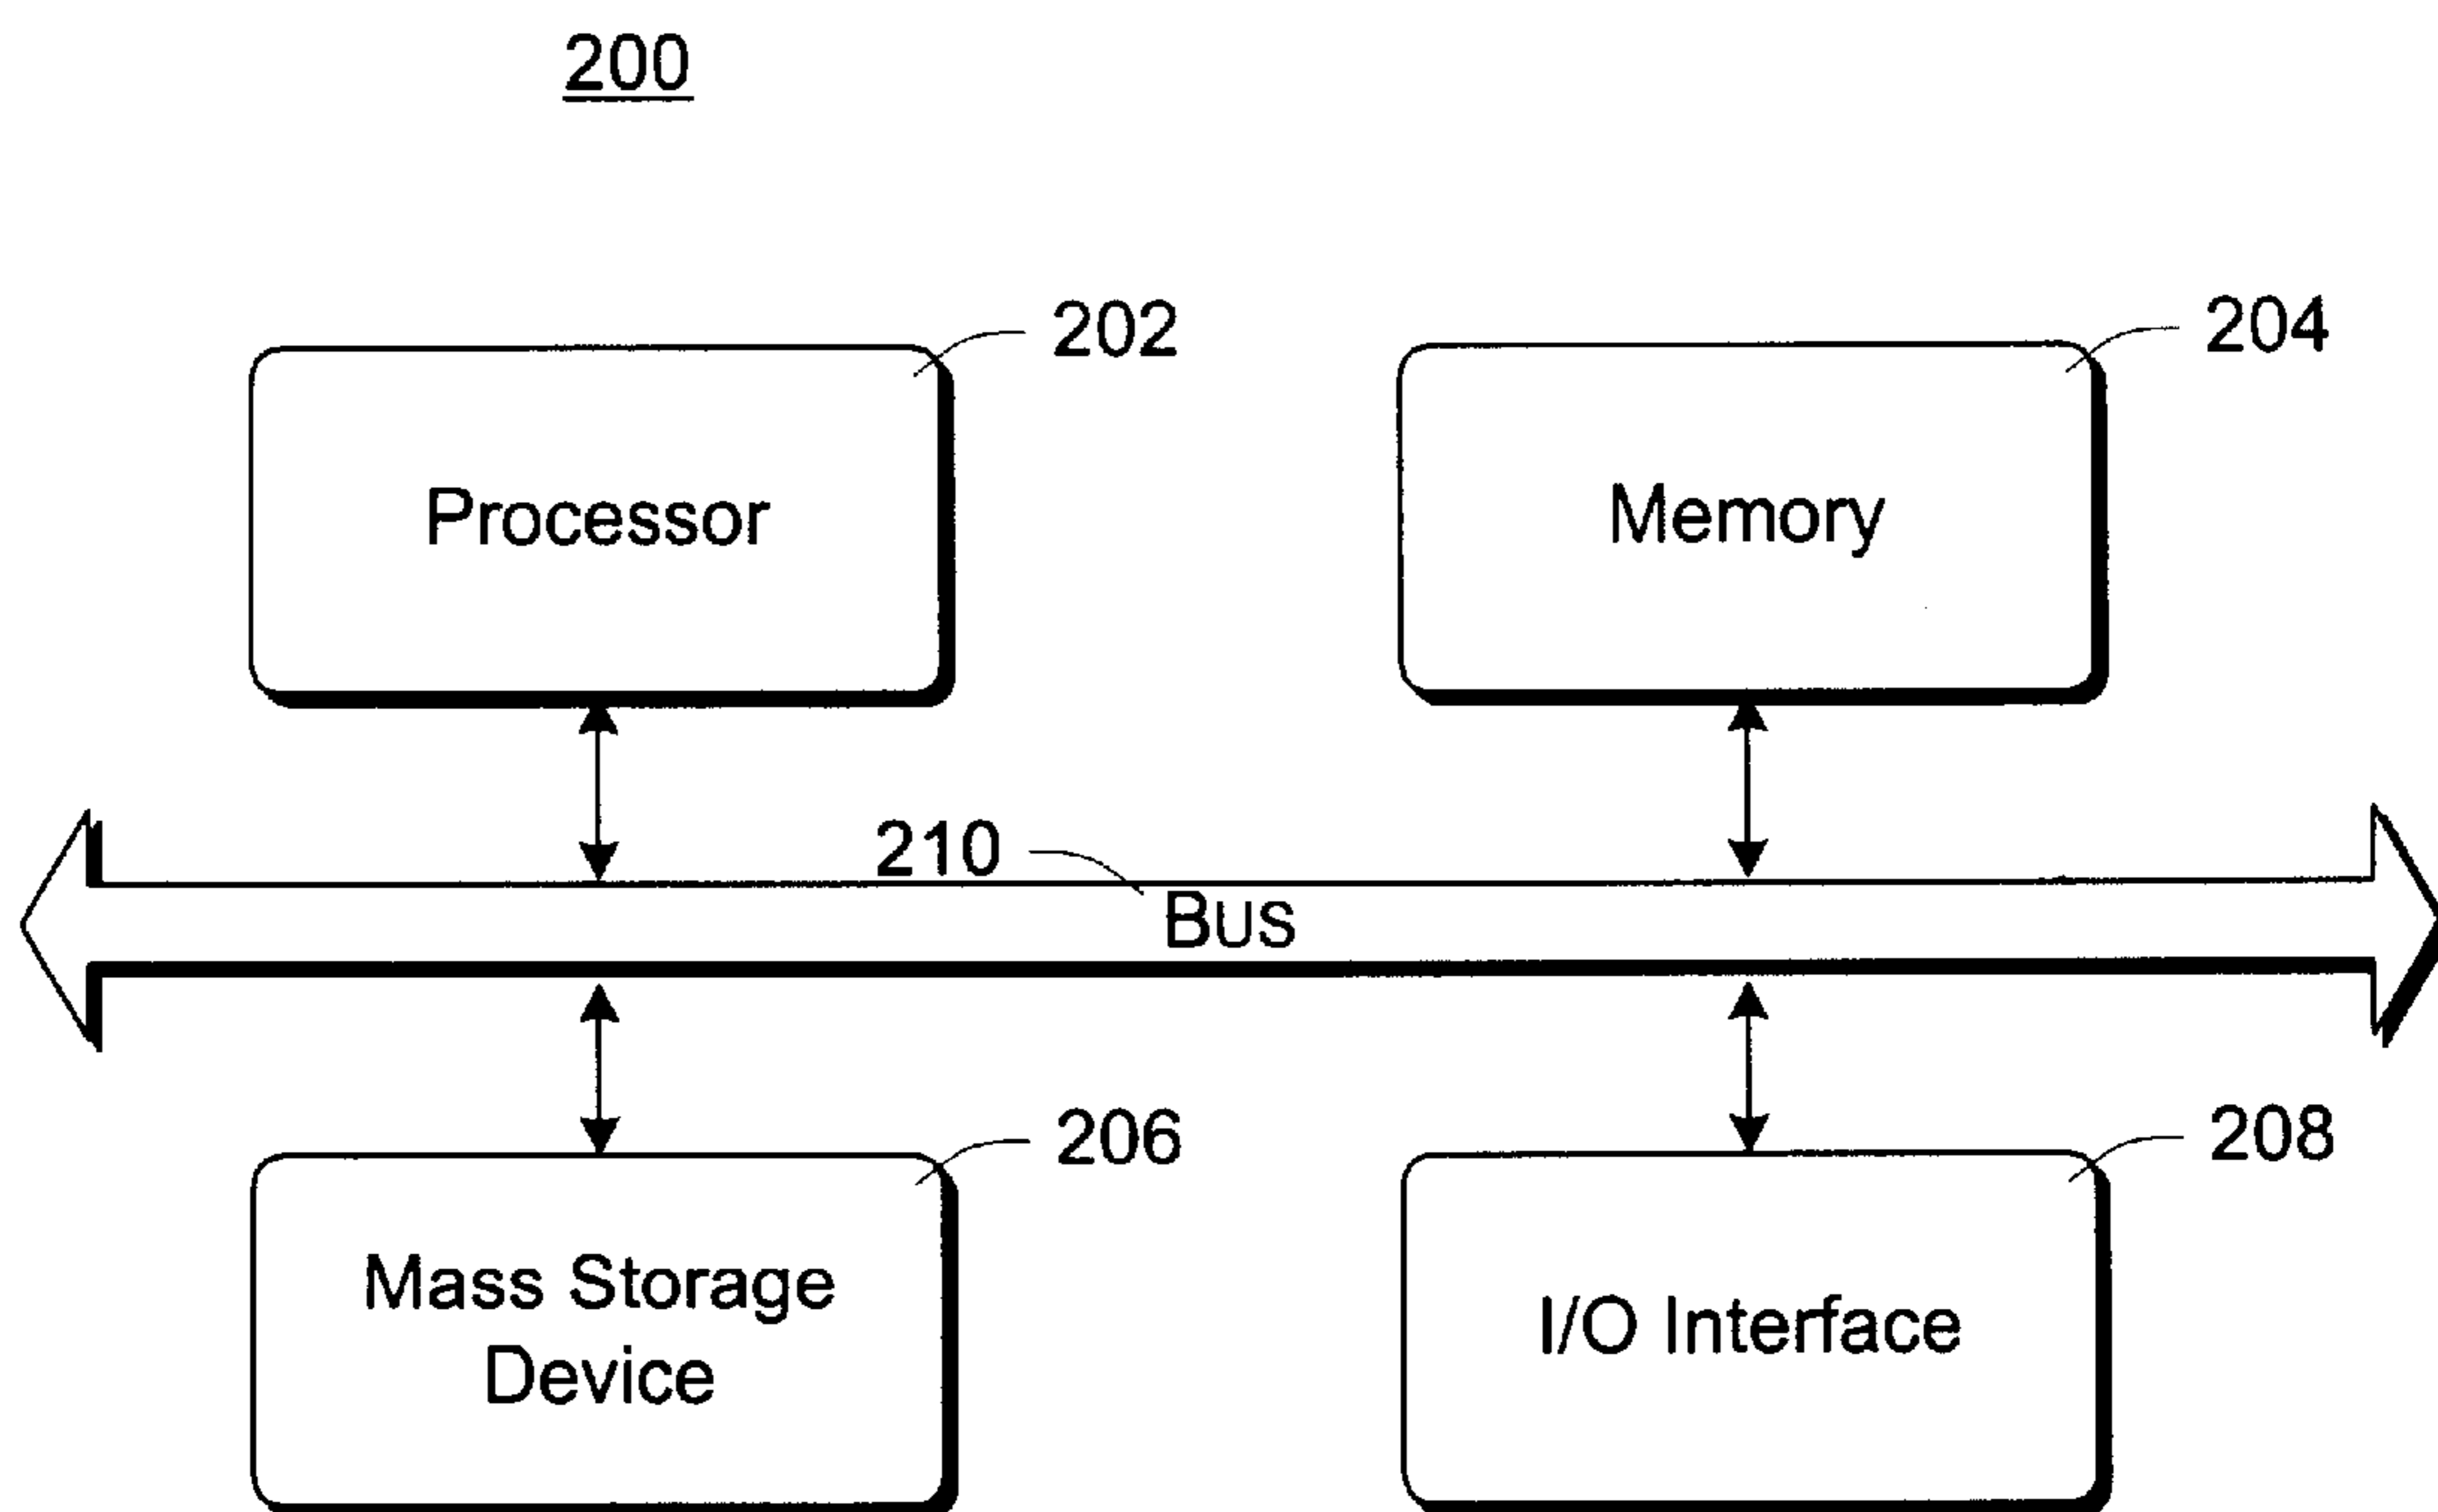 200
202
204
Processor
Memory
210
Bus
206
208
Mass Storage
Device
I/O Interface